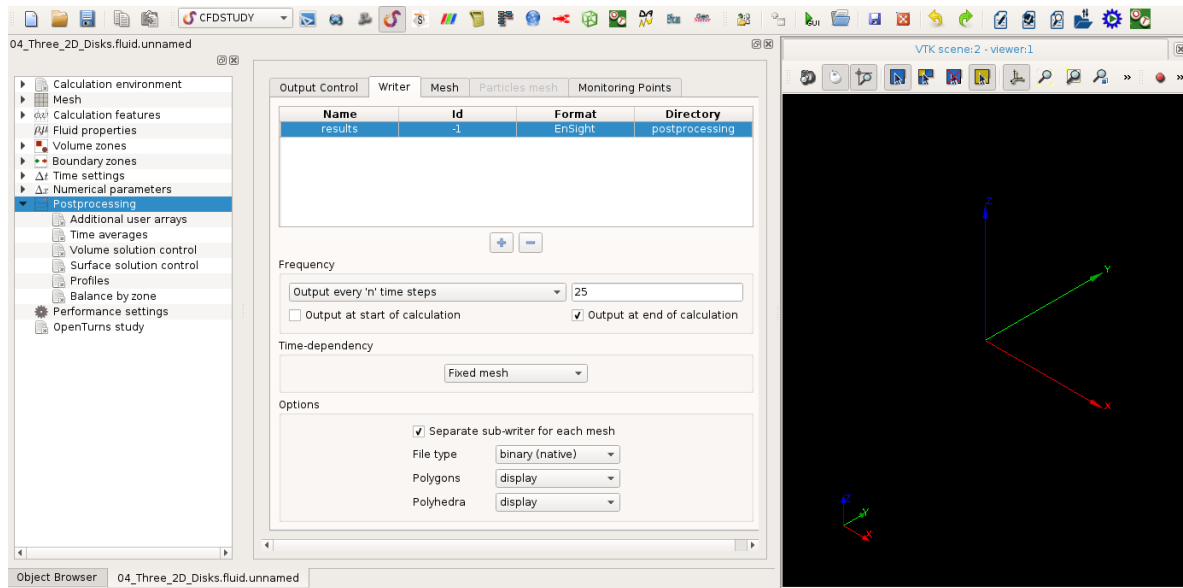 CFDSTUDY
GUI
04_Three_2D_Disks.fluid.unnamed
VTK scene:2 - viewer:1
Calculation environment
Mesh
Calculation features
Fluid properties
Volume zones
Boundary zones
Δt Time settings
Δx Numerical parameters
Postprocessing
Additional user arrays
Time averages
Volume solution control
Surface solution control
Profiles
Balance by zone
Performance settings
OpenTurns study
Output Control Writer Mesh Particles mesh Monitoring Points
Name Id Format Directory
results -1 EnSight postprocessing
Frequency
Output every 'n' time steps 25
Output at start of calculation Output at end of calculation
Time-dependency
Fixed mesh
Options
Separate sub-writer for each mesh
File type binary (native)
Polygons display
Polyhedra display
Z
Y
X
Z
Y
X
Object Browser 04_Three_2D_Disks.fluid.unnamed